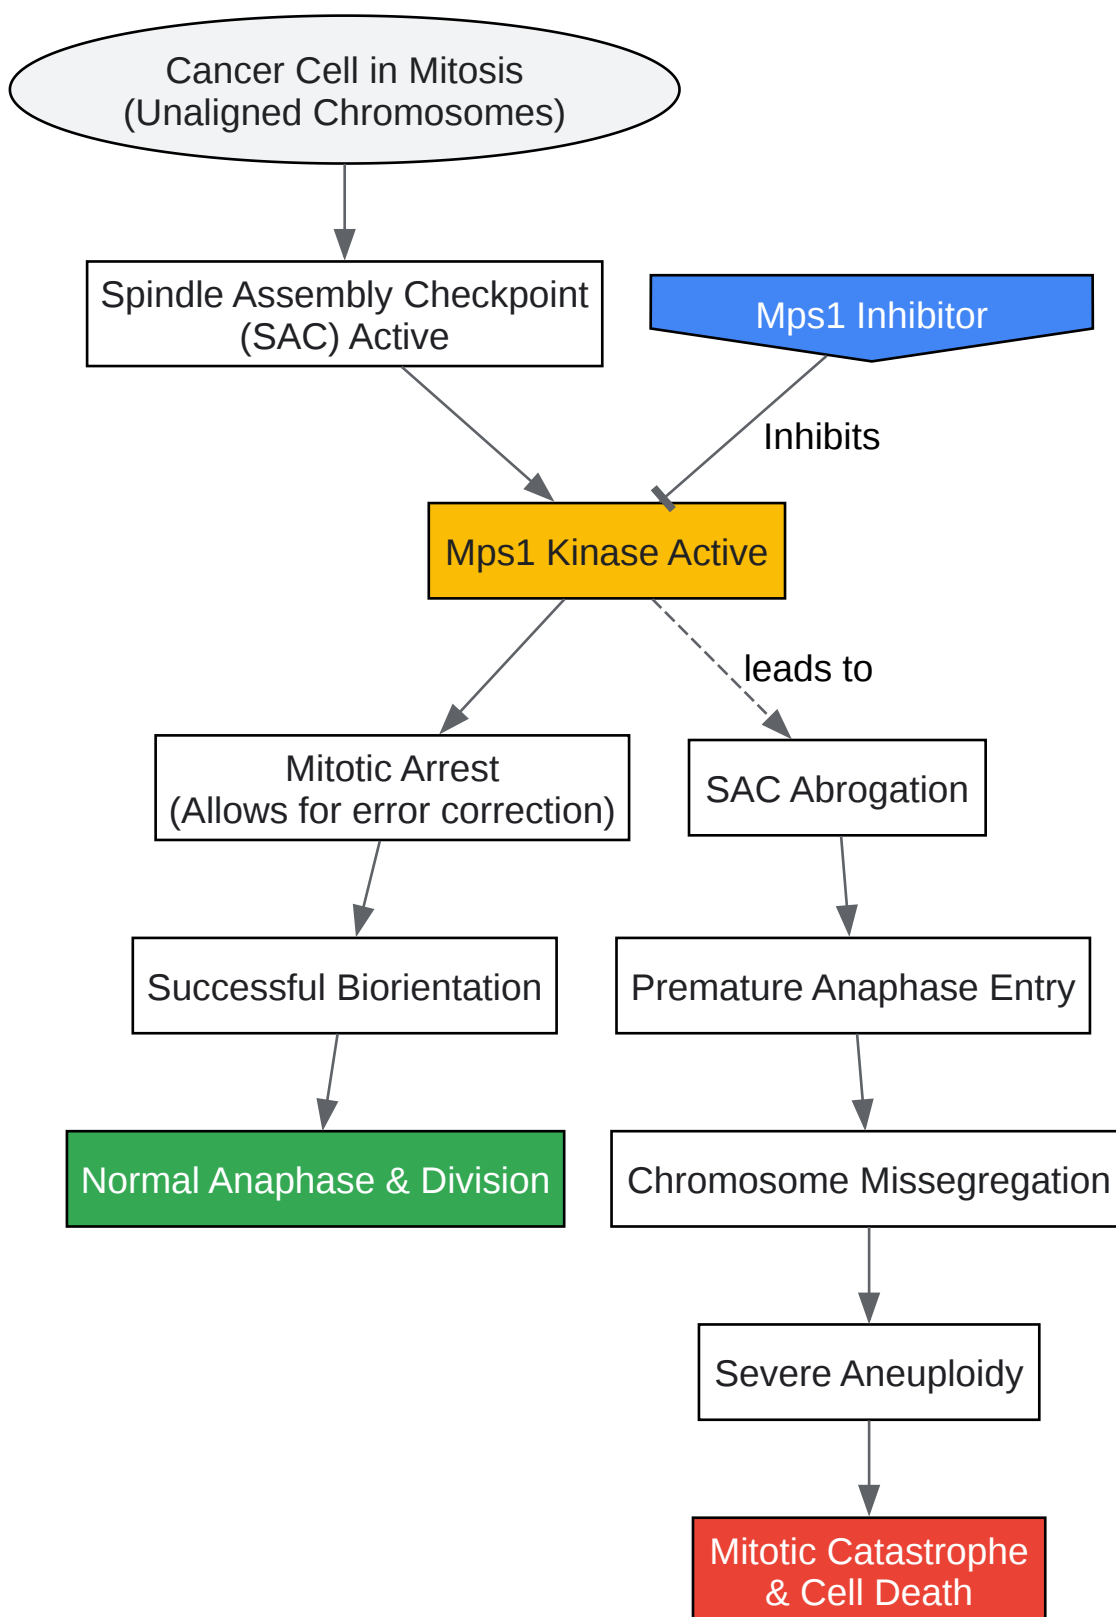 Cancer Cell in Mitosis
(Unaligned Chromosomes)
Spindle Assembly Checkpoint
(SAC) Active
Mps1 Inhibitor
Inhibits
Mps1 Kinase Active
leads to
Mitotic Arrest
(Allows for error correction)
SAC Abrogation
Successful Biorientation
Premature Anaphase Entry
Normal Anaphase & Division
Chromosome Missegregation
Severe Aneuploidy
Mitotic Catastrophe
& Cell Death